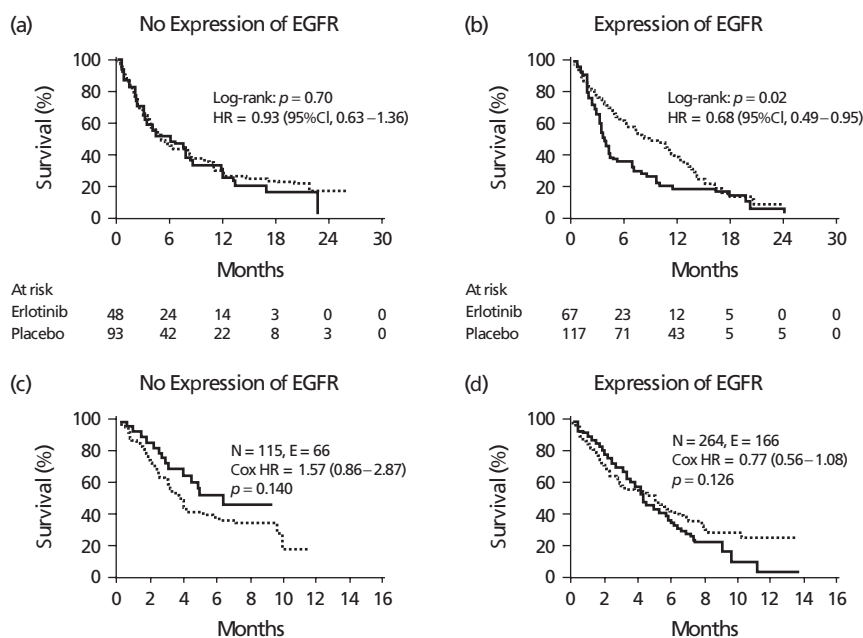 (a)
No Expression of EGFR
100
80
60
40
20
0
Survival (%)
Log-rank: p = 0.70
HR = 0.93 (95%CI, 0.63–1.36)
0 6 12 18 24 30
Months
At risk
Erlotinib 48 24 14 3 0 0
Placebo 93 42 22 8 3 0
(b)
Expression of EGFR
100
80
60
40
20
0
Survival (%)
Log-rank: p = 0.02
HR = 0.68 (95%CI, 0.49–0.95)
0 6 12 18 24 30
Months
At risk
Erlotinib 67 23 12 5 0 0
Placebo 117 71 43 5 5 0
(c)
No Expression of EGFR
100
80
60
40
20
0
Survival (%)
N = 115, E = 66
Cox HR = 1.57 (0.86–2.87)
p = 0.140
0 2 4 6 8 10 12 14 16
Months
(d)
Expression of EGFR
100
80
60
40
20
0
Survival (%)
N = 264, E = 166
Cox HR = 0.77 (0.56–1.08)
p = 0.126
0 2 4 6 8 10 12 14 16
Months